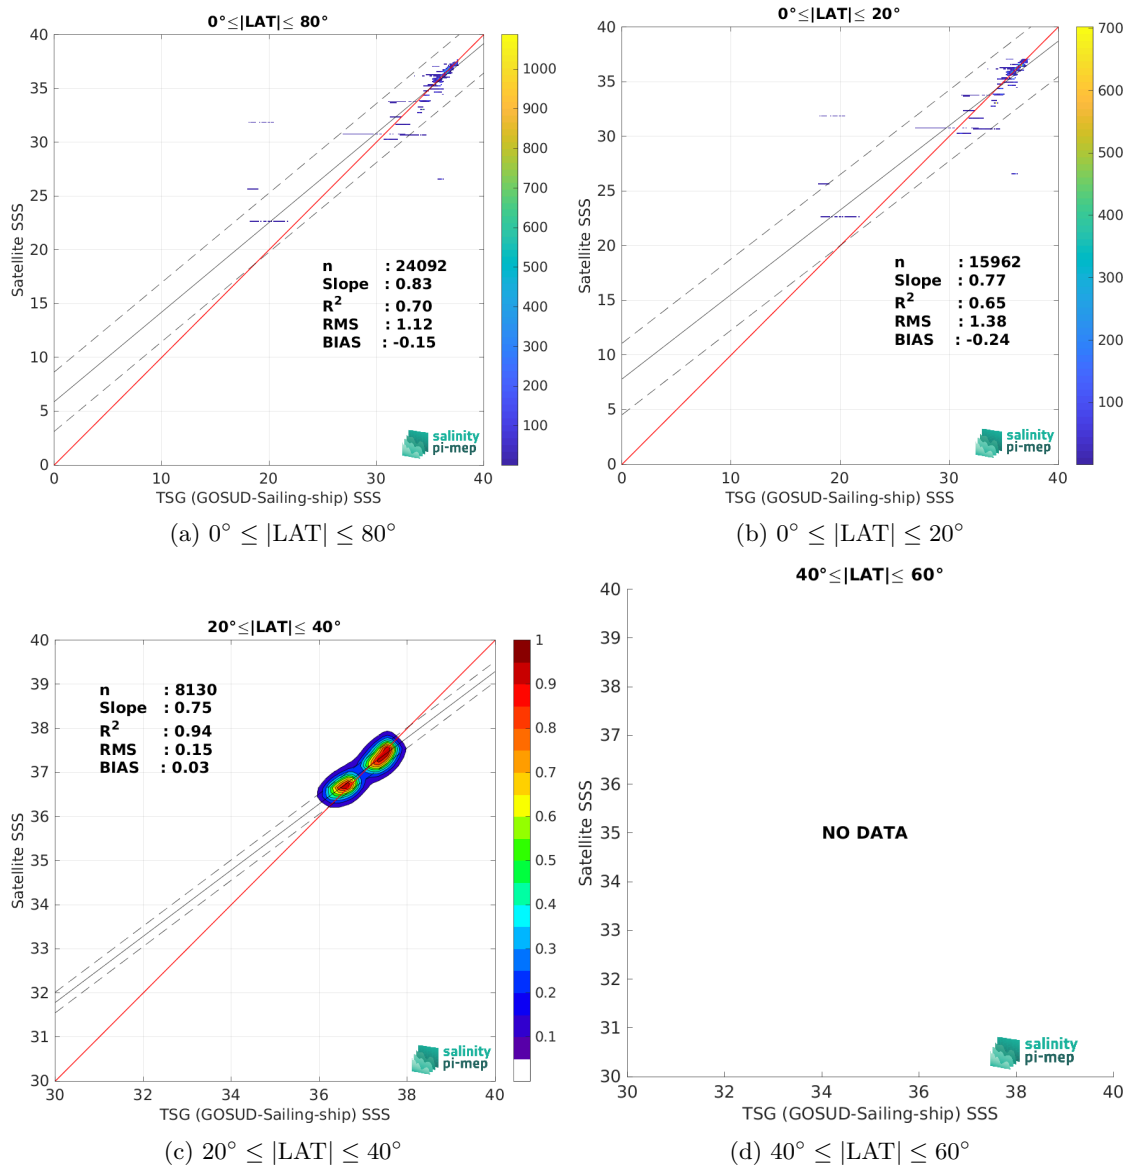 0°≤|LAT|≤ 80°
40
35
30
25
20
15
10
5
0
Satellite SSS
n : 24092
Slope : 0.83
R2 : 0.70
RMS : 1.12
BIAS : -0.15
salinity
pi-mep
0 10 20 30 40
TSG (GOSUD-Sailing-ship) SSS
1000
900
800
700
600
500
400
300
200
100
(a) 0° ≤ |LAT| ≤ 80°
0°≤|LAT|≤ 20°
40
35
30
25
20
15
10
5
0
Satellite SSS
n : 15962
Slope : 0.77
R2 : 0.65
RMS : 1.38
BIAS : -0.24
salinity
pi-mep
0 10 20 30 40
TSG (GOSUD-Sailing-ship) SSS
700
600
500
400
300
200
100
(b) 0° ≤ |LAT| ≤ 20°
20°≤|LAT|≤ 40°
40
39
38
37
36
35
34
33
32
31
30
Satellite SSS
n : 8130
Slope : 0.75
R2 : 0.94
RMS : 0.15
BIAS : 0.03
salinity
pi-mep
30 32 34 36 38 40
TSG (GOSUD-Sailing-ship) SSS
1
0.9
0.8
0.7
0.6
0.5
0.4
0.3
0.2
0.1
(c) 20° ≤ |LAT| ≤ 40°
40°≤|LAT|≤ 60°
40
39
38
37
36
35
34
33
32
31
30
Satellite SSS
NO DATA
salinity
pi-mep
30 32 34 36 38 40
TSG (GOSUD-Sailing-ship) SSS
(d) 40° ≤ |LAT| ≤ 60°